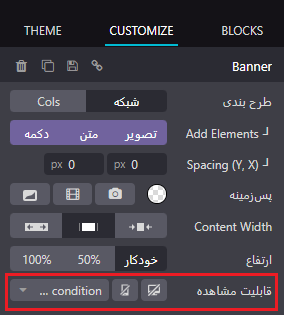 THEME CUSTOMIZE BLOCKS
Banner
طرح بندی شبکه Cols
Add Elements تصویر متن دکمه
Spacing (Y, X) px 0 px 0
پس‌زمینه
Content Width
ارتفاع خودکار 50% 100%
قابلیت مشاهده condition ...